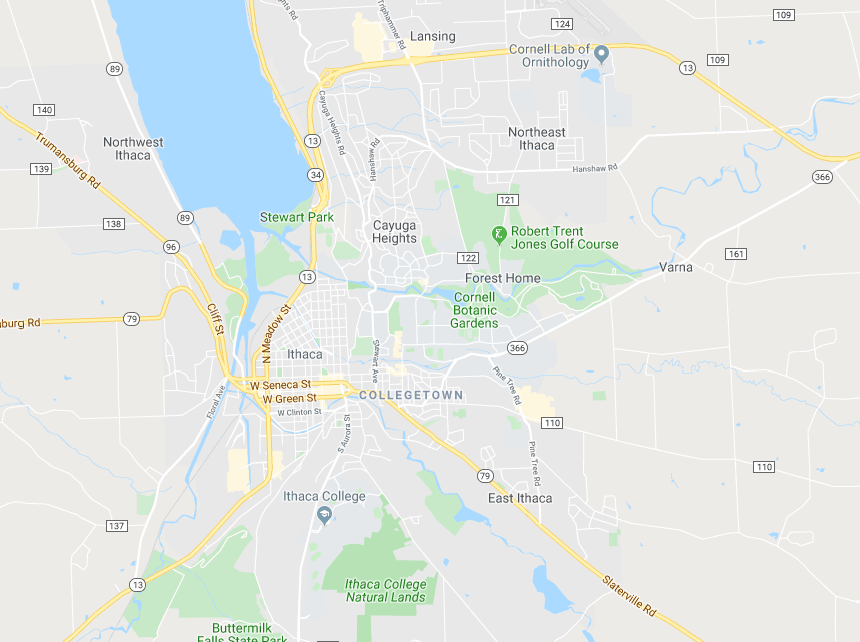 109
124
Triphammer Rd
Lansing
Cornell Lab of
Ornithology
109
89
13
140
Cayuga Heights Rd
13
Northwest
Ithaca
Trumansburg Rd
Hanshaw Rd
Northeast
Ithaca
139
34
Hanshaw Rd
366
121
89
138
Stewart Park
Cayuga
Heights
Robert Trent
Jones Golf Course
96
161
122
Varna
13
Forest Home
Cornell
Botanic
Gardens
Cliff St
79
N Meadow St
Ithaca
Stewart Ave
366
Pine Tree Rd
W Seneca St
W Green St
COLLEGETOWN
Floral Ave
W Clinton St
S Aurora St
110
Pine Tree Rd
110
79
Ithaca College
East Ithaca
137
13
Ithaca College
Natural Lands
Slaterville Rd
Buttermilk
Falls State Park